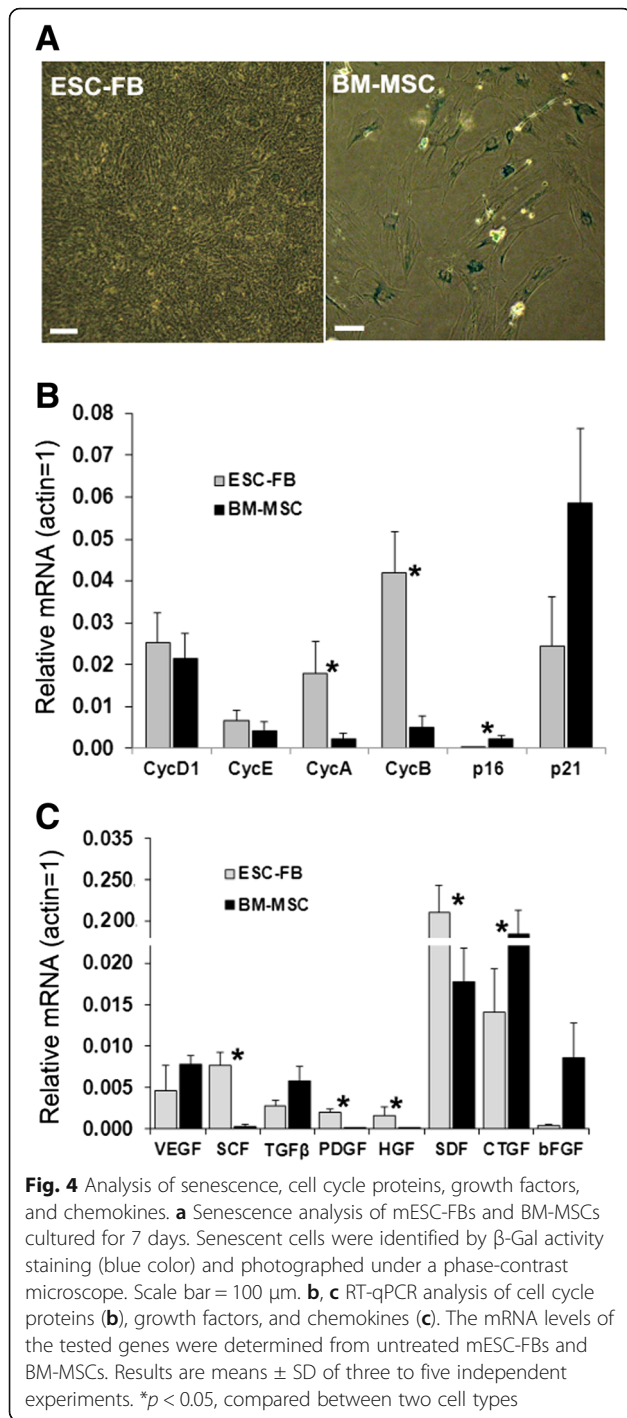 A
ESC-FB
BM-MSC
B
Relative mRNA (actin=1)
0.08
0.07
0.06
0.05
0.04
0.03
0.02
0.01
0.00
ESC-FB
BM-MSC
*
*
*
CycD1 CycE CycA CycB p16 p21
C
Relative mRNA (actin=1)
0.035
0.250
0.200
0.020
0.015
0.010
0.005
0.000
ESC-FB
BM-MSC
*
*
*
*
*
VEGF SCF TGFβ PDGF HGF SDF CTGF bFGF
Fig. 4 Analysis of senescence, cell cycle proteins, growth factors,
and chemokines. a Senescence analysis of mESC-FBs and BM-MSCs
cultured for 7 days. Senescent cells were identified by β-Gal activity
staining (blue color) and photographed under a phase-contrast
microscope. Scale bar = 100 μm. b, c RT-qPCR analysis of cell cycle
proteins (b), growth factors, and chemokines (c). The mRNA levels of
the tested genes were determined from untreated mESC-FBs and
BM-MSCs. Results are means ± SD of three to five independent
experiments. *p < 0.05, compared between two cell types